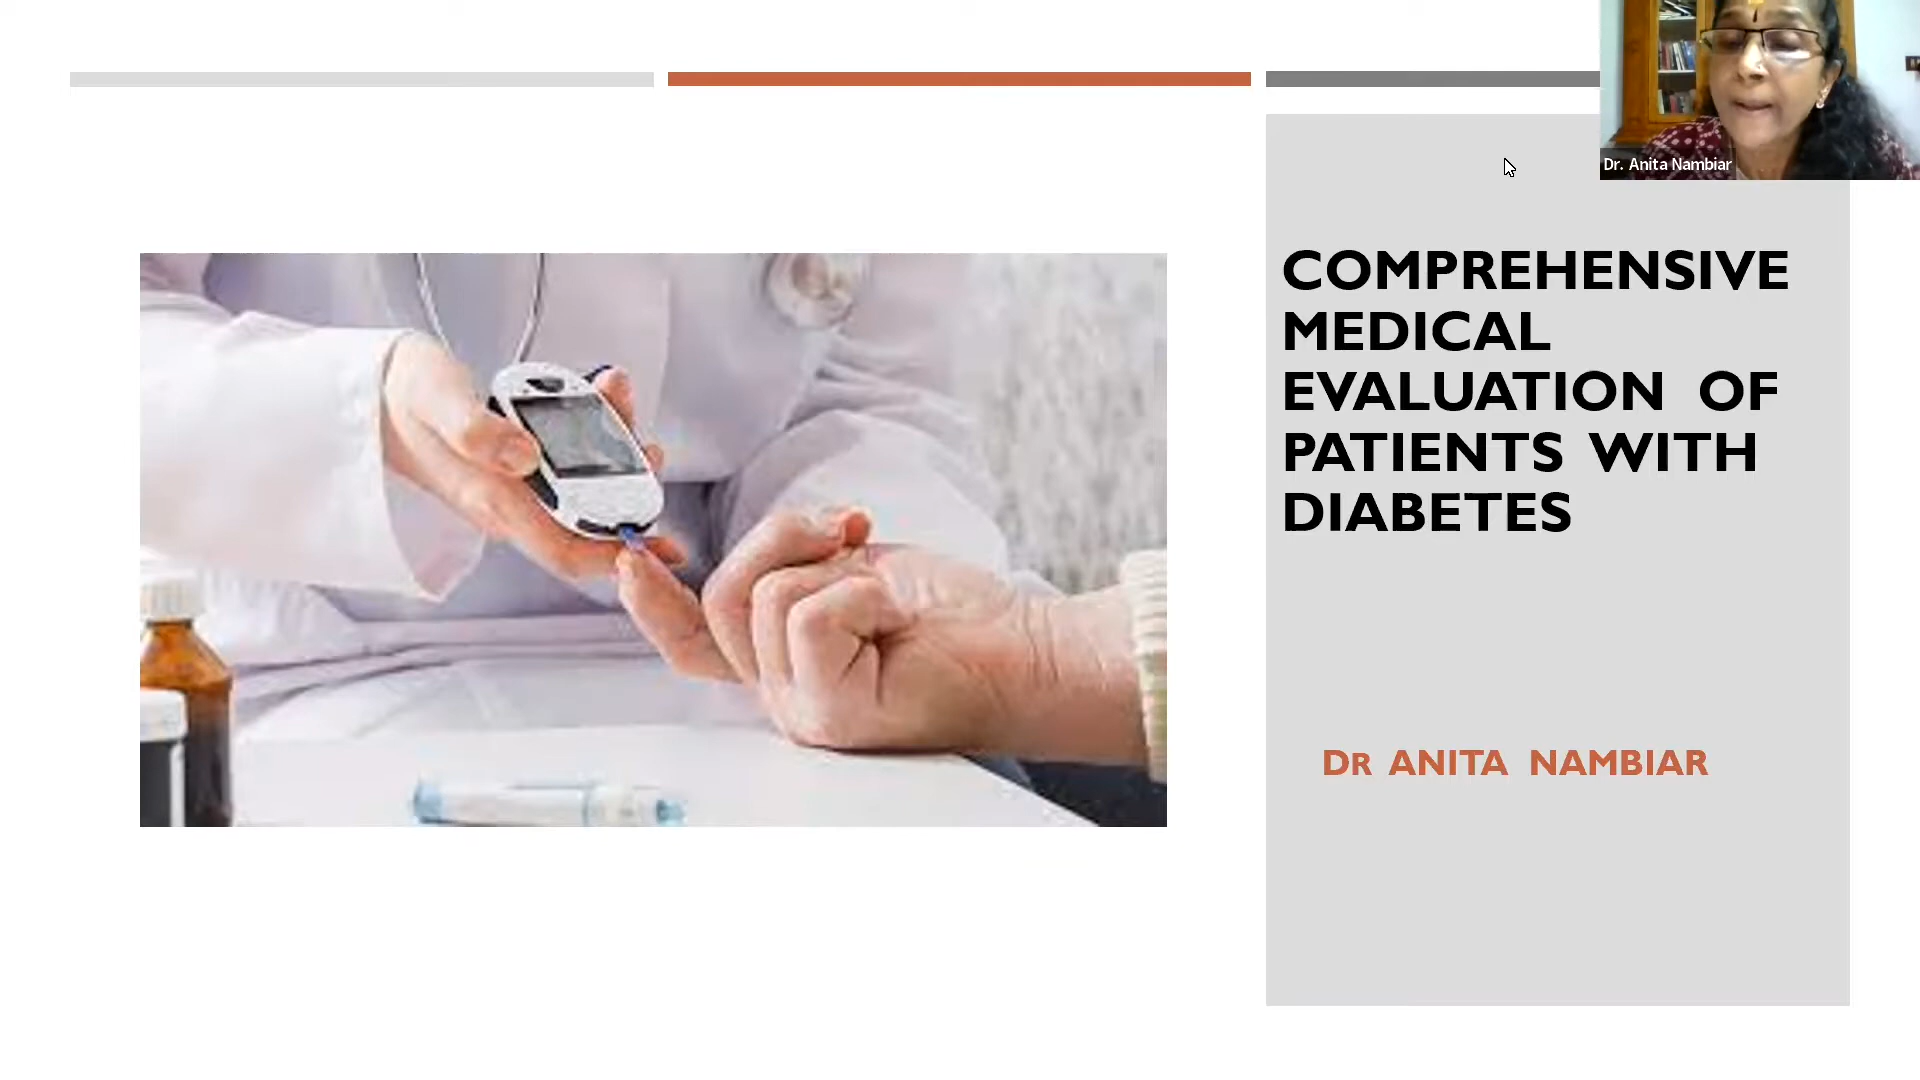 Dr. Anita Nambiar
COMPREHENSIVE
MEDICAL
EVALUATION OF
PATIENTS WITH
DIABETES
DR ANITA NAMBIAR